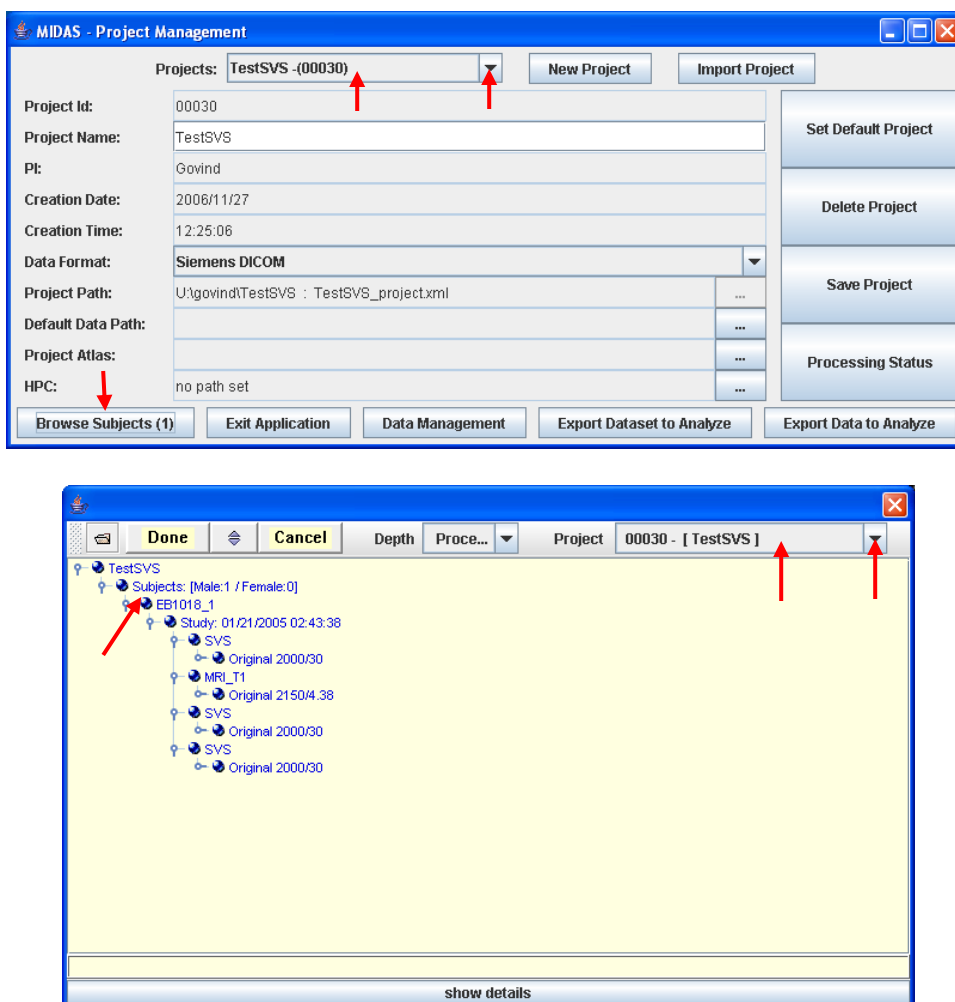 MIDAS - Project Management
Projects: TestSVS -(00030) New Project Import Project
Project Id: 00030
Project Name: TestSVS
PI: Govind
Creation Date: 2006/11/27
Creation Time: 12:25:06
Data Format: Siemens DICOM
Project Path: U:\govind\TestSVS : TestSVS_project.xml ...
Default Data Path: ...
Project Atlas: ...
HPC: no path set ...
Set Default Project
Delete Project
Save Project
Processing Status
Browse Subjects (1) Exit Application Data Management Export Dataset to Analyze Export Data to Analyze
Done Cancel Depth Proce... Project 00030 - [ TestSVS ]
TestSVS
Subjects: [Male:1 / Female:0]
EB1018_1
Study: 01/21/2005 02:43:38
SVS
Original 2000/30
MRI_T1
Original 2150/4.38
SVS
Original 2000/30
SVS
Original 2000/30
show details